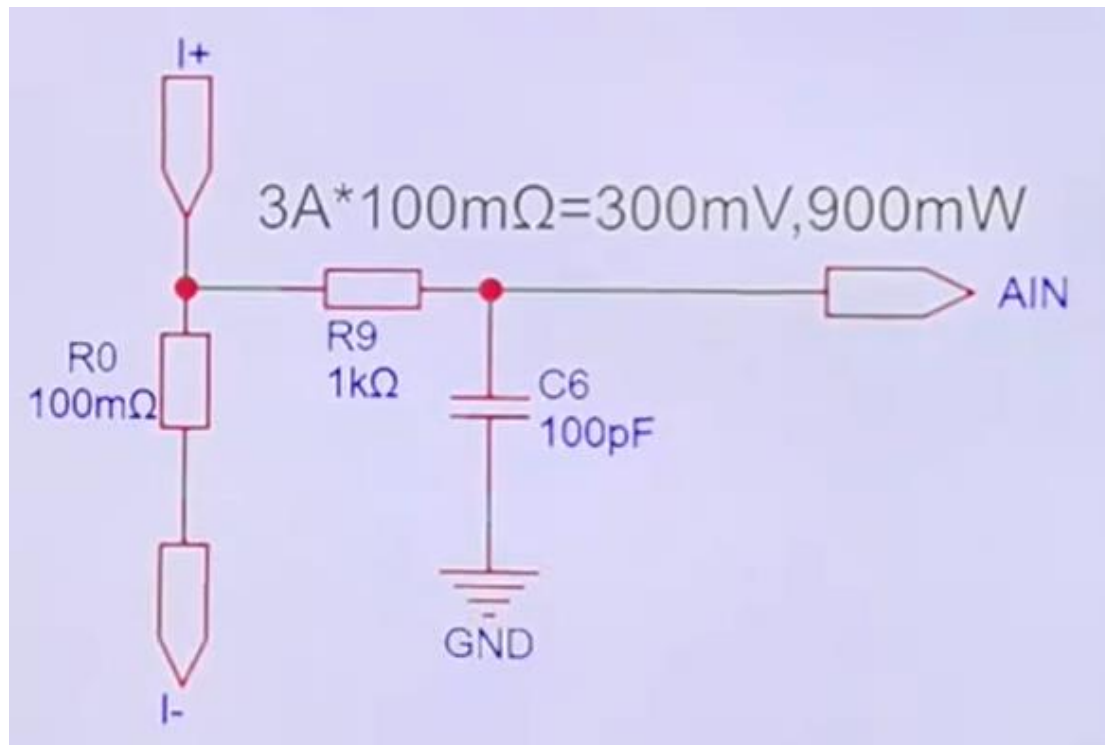 I+
3A*100mΩ=300mV,900mW
AIN
R0
100mΩ
R9
1kΩ
C6
100pF
GND
I-